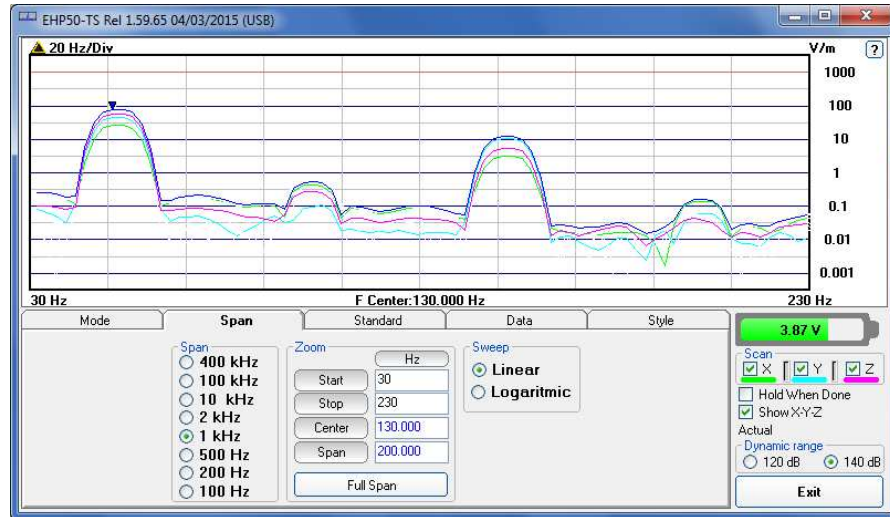 EHP50-TS Rel 1.59.65 04/03/2015 (USB)
20 Hz/Div V/m ?
1000
100
10
1
0.1
0.01
0.001
30 Hz F Center:130.000 Hz 230 Hz
Mode Span Standard Data Style
3.87 V
Span
400 kHz
100 kHz
10 kHz
2 kHz
1 kHz
500 Hz
200 Hz
100 Hz
Zoom
Hz
Start 30
Stop 230
Center 130.000
Span 200.000
Full Span
Sweep
Linear
Logaritmic
Scan
X Y Z
Hold When Done
Show X-Y-Z
Actual
Dynamic range
120 dB 140 dB
Exit